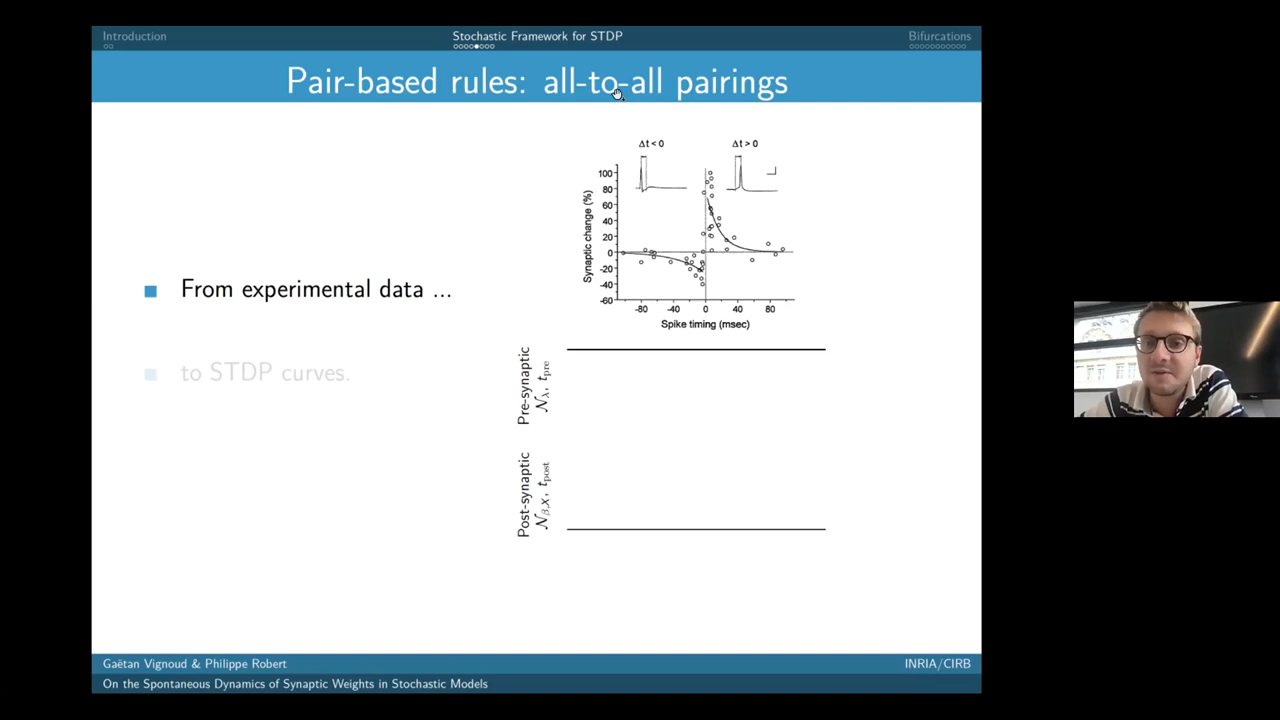 Introduction
Stochastic Framework for STDP
Bifurcations
Pair-based rules: all-to-all pairings
Δt < 0
Δt > 0
Synaptic change (%)
100
80
60
40
20
0
-20
-40
-60
-80
-40
0
40
80
Spike timing (msec)
From experimental data ...
to STDP curves.
Pre-synaptic
𝒩λ, tpre
Post-synaptic
𝒩β,X, tpost
Gaëtan Vignoud & Philippe Robert
INRIA/CIRB
On the Spontaneous Dynamics of Synaptic Weights in Stochastic Models